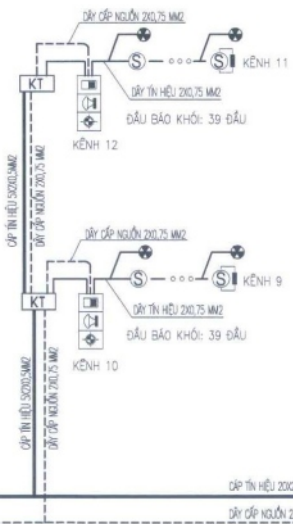 DÂY CẤP NGUỒN 2X0,75 MM2
S
S
KÊNH 11
KT
DÂY TÍN HIỆU 2X0,75 MM2
ĐẦU BÁO KHÓI: 39 ĐẦU
KÊNH 12
CÁP TÍN HIỆU 5X2X0,5MM2
DÂY CẤP NGUỒN 2X0,75 MM2
DÂY CẤP NGUỒN 2X0,75 MM2
S
S
KÊNH 9
KT
DÂY TÍN HIỆU 2X0,75 MM2
ĐẦU BÁO KHÓI: 39 ĐẦU
KÊNH 10
CÁP TÍN HIỆU 5X2X0,5MM2
DÂY CẤP NGUỒN 2X0,75 MM2
CÁP TÍN HIỆU 20X2
DÂY CẤP NGUỒN 2